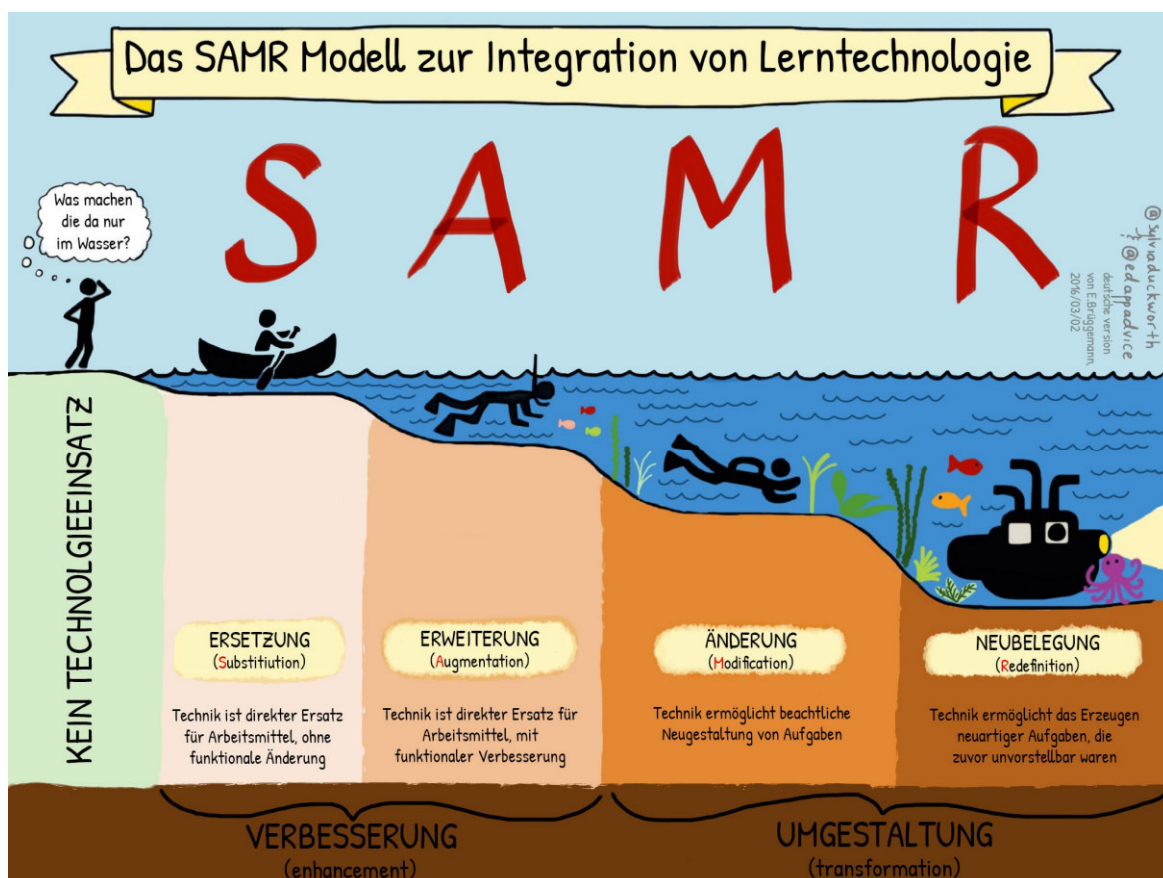 Das SAMR Modell zur Integration von Lerntechnologie
S A M R
Was machen
die da nur
im Wasser?
@sylviaduckworth
@edappadvice
deutsche version
von E.Brüggemann,
2016/03/02
KEIN TECHNOLGIEEINSATZ
ERSETZUNG
(Substitiution)
Technik ist direkter Ersatz
für Arbeitsmittel, ohne
funktionale Änderung
ERWEITERUNG
(Augmentation)
Technik ist direkter Ersatz für
Arbeitsmittel, mit
funktionaler Verbesserung
ÄNDERUNG
(Modification)
Technik ermöglicht beachtliche
Neugestaltung von Aufgaben
NEUBELEGUNG
(Redefinition)
Technik ermöglicht das Erzeugen
neuartiger Aufgaben, die
zuvor unvorstellbar waren
VERBESSERUNG
(enhancement)
UMGESTALTUNG
(transformation)